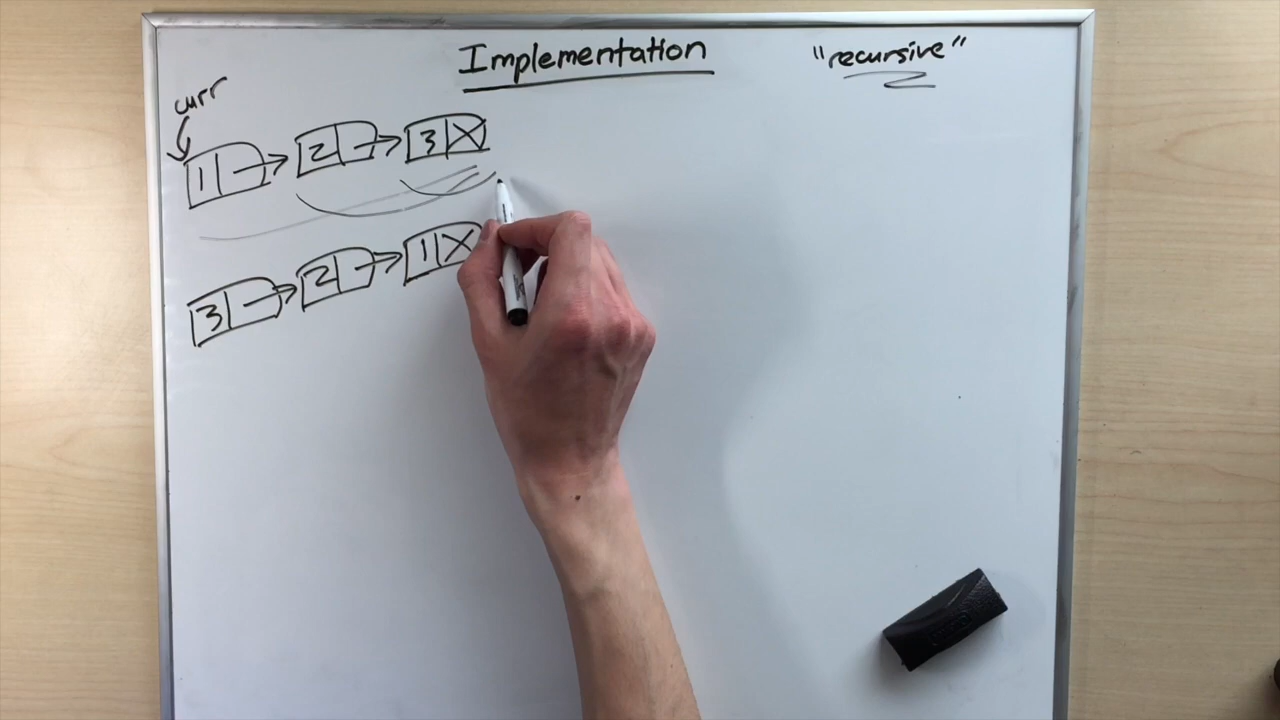 Implementation
"recursive"
curr
1 2 3 X
3 2 1 X